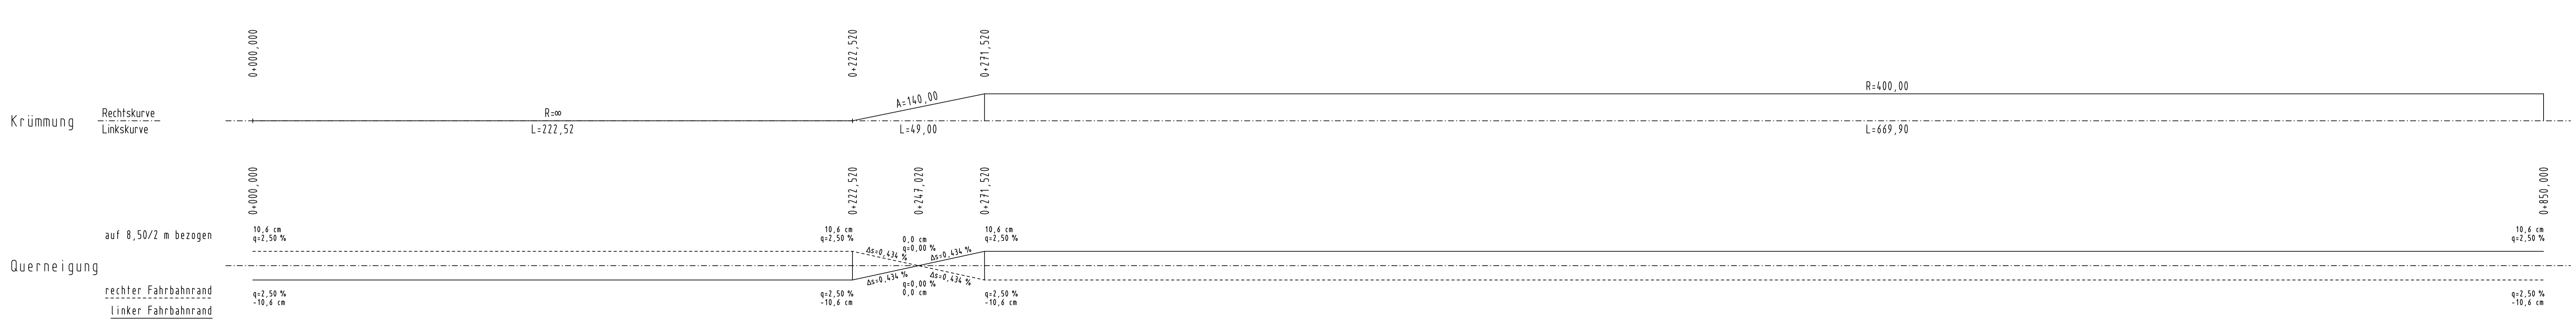 0+000,000
0+222,520
0+271,520
Krümmung
Rechtskurve
Linkskurve
R=∞
L=222,52
A=140,00
L=49,00
R=400,00
L=669,90
0+000,000
0+222,520
0+247,020
0+271,520
0+850,000
auf 8,50/2 m bezogen
10,6 cm
q=2,50 %
10,6 cm
q=2,50 %
0,0 cm
q=0,00 %
10,6 cm
q=2,50 %
10,6 cm
q=2,50 %
Δs=0,434 %
Δs=0,434 %
Querneigung
Δs=0,434 %
Δs=0,434 %
rechter Fahrbahnrand
linker Fahrbahnrand
q=2,50 %
-10,6 cm
q=2,50 %
-10,6 cm
q=0,00 %
0,0 cm
q=2,50 %
-10,6 cm
q=2,50 %
-10,6 cm